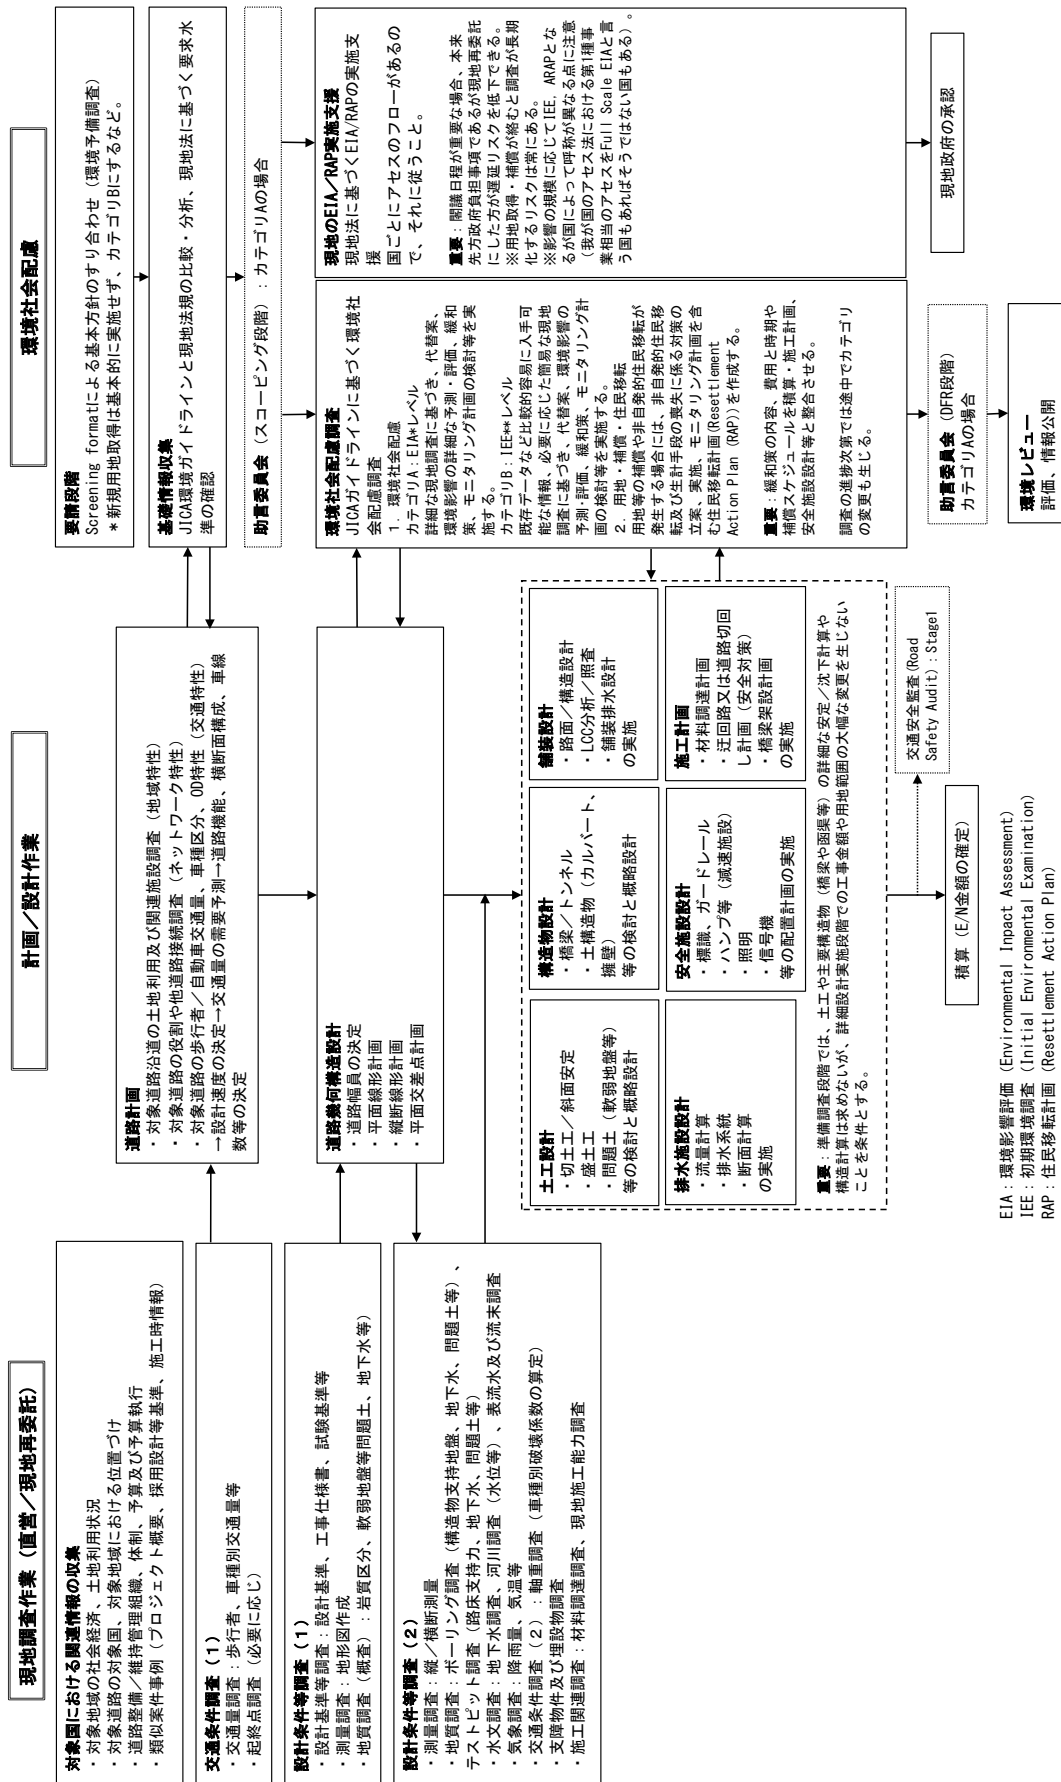 現地調査作業（直営／現地再委託）
対象国における関連情報の収集
・対象地域の社会経済、土地利用状況
・対象道路の対象国、対象地域における位置づけ
・道路整備／維持管理組織、体制、予算及び予算執行
・類似案件事例（プロジェクト概要、採用設計等基準、施工時情報）
交通条件調査（１）
・交通量調査：歩行者、車種別交通量等
・起終点調査（必要に応じ）
設計条件等調査（１）
・設計基準等調査：設計基準、工事仕様書、試験基準等
・測量調査：地形図作成
・地質調査（概査）：岩質区分、軟弱地盤等問題土、地下水等）
設計条件等調査（２）
・測量調査：縦／横断測量
・地質調査：ボーリング調査（構造物支持地盤、地下水、問題土等）、
テストピット調査（路床支持力、地下水、問題土等）
・水文調査：地下水調査、河川調査（水位等）、表流水及び流末調査
・気象調査：降雨量、気温等
・交通条件調査（２）：軸重調査（車種別破壊係数の算定）
・支障物件及び埋設物調査
・施工関連調査：材料調達調査、現地施工能力調査
計画／設計作業
道路計画
・対象道路沿道の土地利用及び関連施設調査（地域特性）
・対象道路の役割や他道路接続調査（ネットワーク特性）
・対象道路の歩行者／自動車交通量、車種区分、OD特性（交通特性）
→設計速度の決定→交通量の需要予測→道路機能、横断面構成、車線
数等の決定
道路幾何構造設計
・道路幅員の決定
・平面線形計画
・縦断線形計画
・平面交差点計画
土工設計
・切土工／斜面安定
・盛土工
・問題土（軟弱地盤等）
等の検討と概略設計
構造物設計
・橋梁／トンネル
・土構造物（カルバート、
擁壁）
等の検討と概略設計
舗装設計
・路面／構造設計
・LCC分析／照査
・舗装排水設計
の実施
排水施設設計
・流量計算
・排水系統
・断面計算
の実施
安全施設設計
・標識、ガードレール
・ハンプ等（減速施設）
・照明
・信号機
等の配置計画の実施
施工計画
・材料調達計画
・迂回路又は道路切回
し計画（安全対策）
・橋梁架設計画
の実施
重要：準備調査段階では、土工や主要構造物（橋梁や函渠等）の詳細な安定／沈下計算や
構造計算は求めないが、詳細設計実施段階での工事金額や用地範囲の大幅な変更を生じない
ことを条件とする。
積算（E/N金額の確定）
交通安全監査(Road
Safety Audit)：Stage1
EIA：環境影響評価（Environmental Inpact Assessment）
IEE：初期環境調査（Initial Environmental Examination）
RAP：住民移転計画（Resettlement Action Plan）
環境社会配慮
要請段階
Screening formatによる基本方針のすり合わせ（環境予備調査）
＊新規用地取得は基本的に実施せず、カテゴリBにするなど。
基礎情報収集
JICA環境ガイドラインと現地法規の比較・分析、現地法に基づく要求水
準の確認
助言委員会（スコーピング段階）：カテゴリAの場合
環境社会配慮調査
JICAガイドラインに基づく環境社
会配慮調査
1. 環境社会配慮
カテゴリA：EIA*レベル
詳細な現地調査に基づき、代替案、
環境影響の詳細な予測・評価、緩和
策、モニタリング計画の検討等を実
施する。
カテゴリB：IEE**レベル
既存データなど比較的容易に入手可
能な情報、必要に応じた簡易な現地
調査に基づき、代替案、環境影響の
予測・評価、緩和策、モニタリング計
画の検討等を実施する。
2. 用地・補償・住民移転
用地等の補償や非自発的住民移転が
発生する場合には、非自発的住民移
転及び生計手段の喪失に係る対策の
立案、実施、モニタリング計画を含
む住民移転計画(Resettlement
Action Plan (RAP))を作成する。
重要：緩和策の内容、費用と時期や
補償スケジュールを積算・施工計画、
安全施設設計等と整合させる。
調査の進捗次第では途中でカテゴリ
の変更も生じる。
現地のEIA／RAP実施支援
現地法に基づくEIA/RAPの実施支
援
国ごとにアセスのフローがあるの
で、それに従うこと。
重要：閣議日程が重要な場合、本来
先方政府負担事項であるが現地再委託
にした方が遅延リスクを低下できる。
※用地取得・補償が絡むと調査が長期
化するリスクは常にある。
※影響の規模に応じてIEE、ARAPとな
るが国によって呼称が異なる点に注意
（我が国のアセス法における第1種事
業相当のアセスをFull Scale EIAと言
う国もあればそうではない国もある）。
現地政府の承認
助言委員会（DFR段階）
カテゴリAの場合
環境レビュー
評価、情報公開